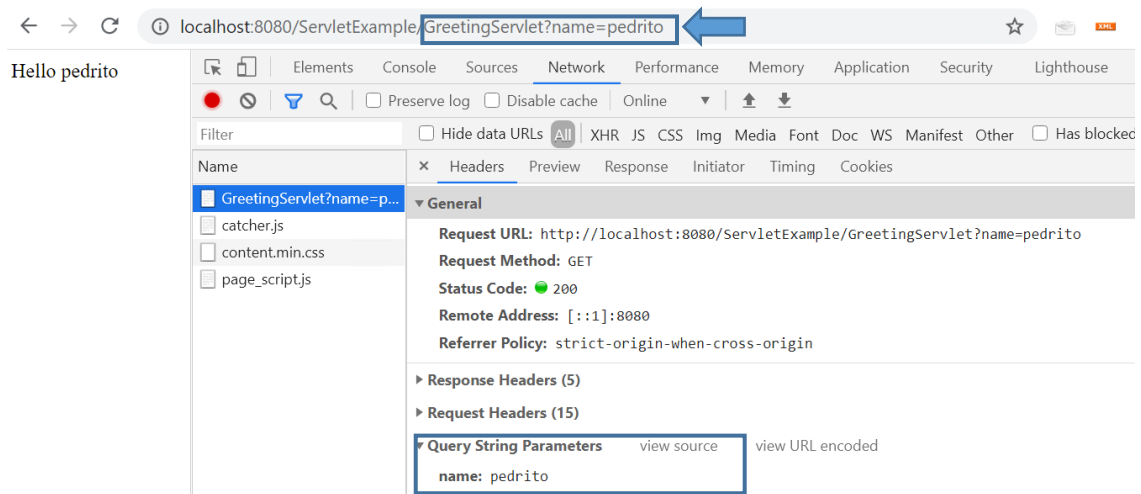 localhost:8080/ServletExample/GreetingServlet?name=pedrito
XML
Hello pedrito
Elements Console Sources Network Performance Memory Application Security Lighthouse
Preserve log Disable cache Online
Filter Hide data URLs All XHR JS CSS Img Media Font Doc WS Manifest Other Has blocked
Name
× Headers Preview Response Initiator Timing Cookies
GreetingServlet?name=p...
catcher.js
content.min.css
page_script.js
General
Request URL: http://localhost:8080/ServletExample/GreetingServlet?name=pedrito
Request Method: GET
Status Code: 200
Remote Address: [::1]:8080
Referrer Policy: strict-origin-when-cross-origin
Response Headers (5)
Request Headers (15)
Query String Parameters view source view URL encoded
name: pedrito